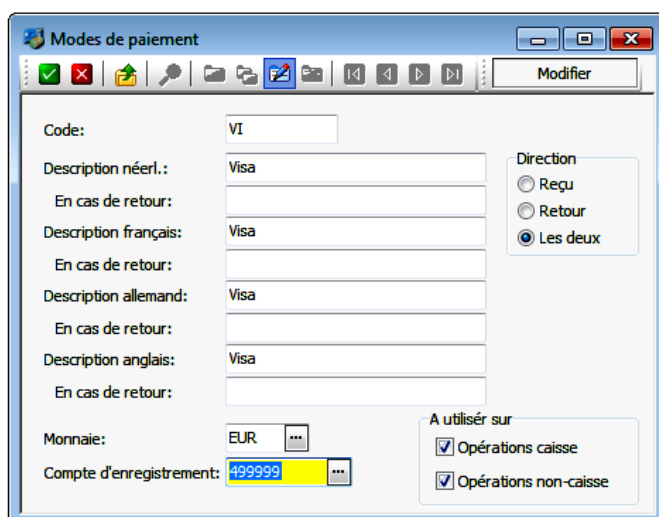 Modes de paiement
Modifier
Code: VI
Description néerl.: Visa
En cas de retour:
Description français: Visa
En cas de retour:
Description allemand: Visa
En cas de retour:
Description anglais: Visa
En cas de retour:
Monnaie: EUR ...
Compte d'enregistrement: 499999 ...
Direction
Reçu
Retour
Les deux
A utilisér sur
Opérations caisse
Opérations non-caisse